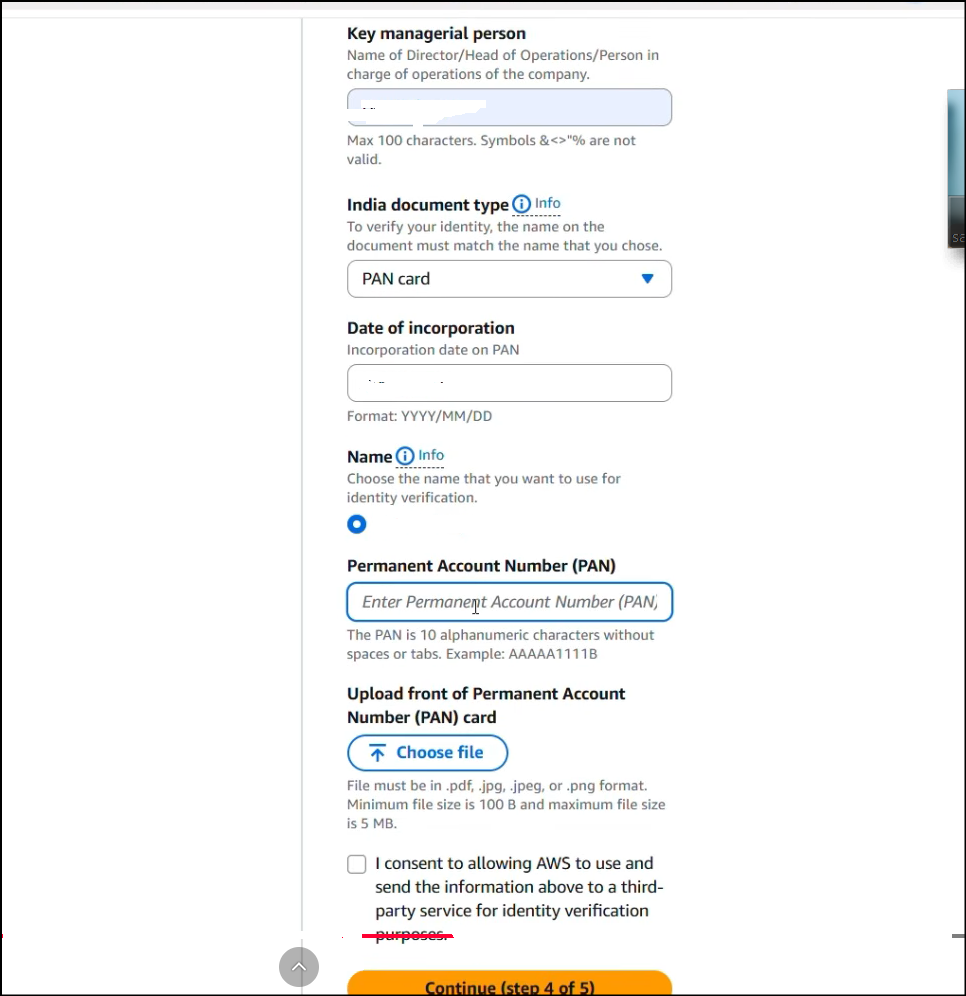 Key managerial person
Name of Director/Head of Operations/Person in
charge of operations of the company.
Max 100 characters. Symbols &<>"% are not
valid.
India document type Info
To verify your identity, the name on the
document must match the name that you chose.
PAN card
Date of incorporation
Incorporation date on PAN
Format: YYYY/MM/DD
Name Info
Choose the name that you want to use for
identity verification.
Permanent Account Number (PAN)
Enter Permanent Account Number (PAN)
The PAN is 10 alphanumeric characters without
spaces or tabs. Example: AAAAA1111B
Upload front of Permanent Account
Number (PAN) card
Choose file
File must be in .pdf, .jpg, .jpeg, or .png format.
Minimum file size is 100 B and maximum file size
is 5 MB.
I consent to allowing AWS to use and
send the information above to a third-
party service for identity verification
purposes.
Continue (step 4 of 5)